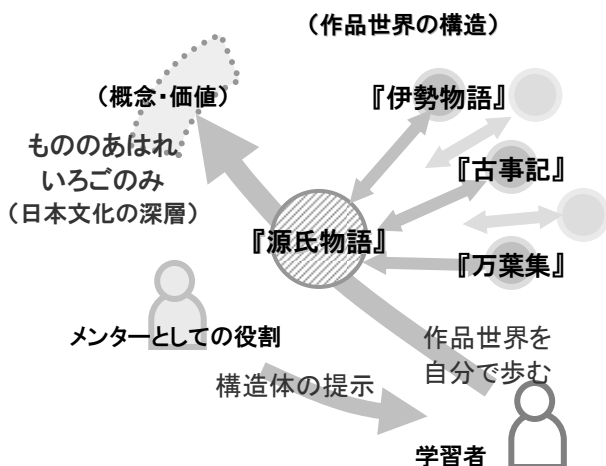 （作品世界の構造）
（概念・価値）
『伊勢物語』
もののあはれ
いろごのみ
（日本文化の深層）
『古事記』
『源氏物語』
『万葉集』
メンターとしての役割
作品世界を
自分で歩む
構造体の提示
学習者